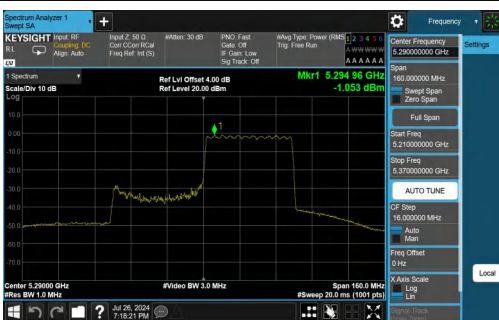 Spectrum Analyzer 1
Swept SA
Frequency
KEYSIGHT
RL
Input: RF
Coupling: DC
Align: Auto
Input Z: 50 Ω
Corr CCorr RCal
Freq Ref: Int (S)
#Atten: 30 dB
PNO: Fast
Gate: Off
IF Gain: Low
Sig Track: Off
#Avg Type: Power (RMS
Trig: Free Run
1 2 3 4 5 6
A WWWWW
A A A A A A
LW
1 Spectrum
Scale/Div 10 dB
Log
Ref Lvl Offset 4.00 dB
Ref Level 20.00 dBm
Mkr1 5.294 96 GHz
-1.053 dBm
1
10.0
0.00
-10.0
-20.0
-30.0
-40.0
-50.0
-60.0
-70.0
Center 5.29000 GHz
#Res BW 1.0 MHz
#Video BW 3.0 MHz
Span 160.0 MHz
#Sweep 20.0 ms (1001 pts)
Jul 26, 2024
7:18:21 PM
?
Center Frequency
5.290000000 GHz
Span
160.000000 MHz
Swept Span
Zero Span
Full Span
Start Freq
5.210000000 GHz
Stop Freq
5.370000000 GHz
AUTO TUNE
CF Step
16.000000 MHz
Auto
Man
Freq Offset
0 Hz
X Axis Scale
Log
Lin
Signal Track
Settings
Local